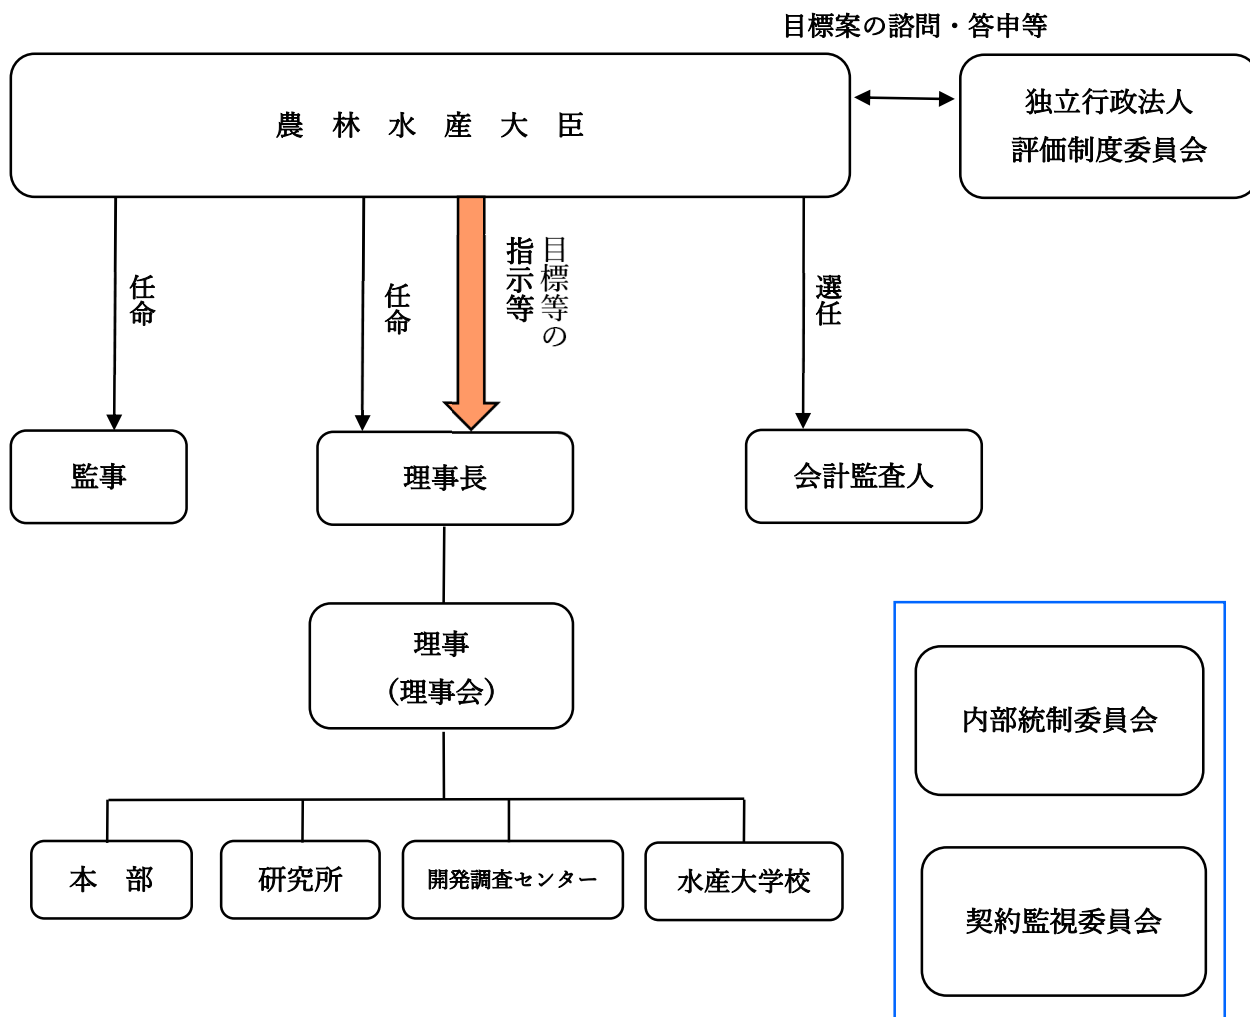 目標案の諮問・答申等
農　林　水　産　大　臣
独立行政法人
評価制度委員会
任命
任命
目標等の
指示等
選任
監事
理事長
会計監査人
理事
（理事会）
内部統制委員会
本　部
研究所
開発調査センター
水産大学校
契約監視委員会